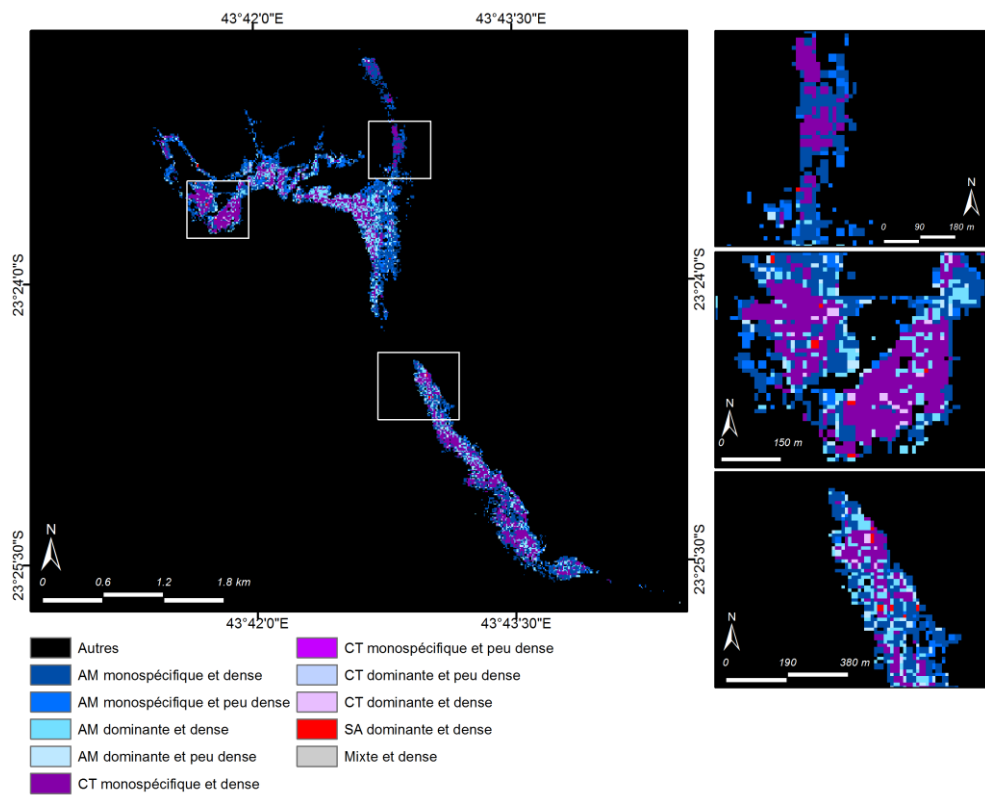 43°42'0"E
43°43'30"E
N
0 90 180 m
23°24'0"S
23°24'0"S
N
0 150 m
23°25'30"S
23°25'30"S
N
0 0.6 1.2 1.8 km
N
0 190 380 m
43°42'0"E
43°43'30"E
Autres
AM monospécifique et dense
AM monospécifique et peu dense
AM dominante et dense
AM dominante et peu dense
CT monospécifique et dense
CT monospécifique et peu dense
CT dominante et peu dense
CT dominante et dense
SA dominante et dense
Mixte et dense